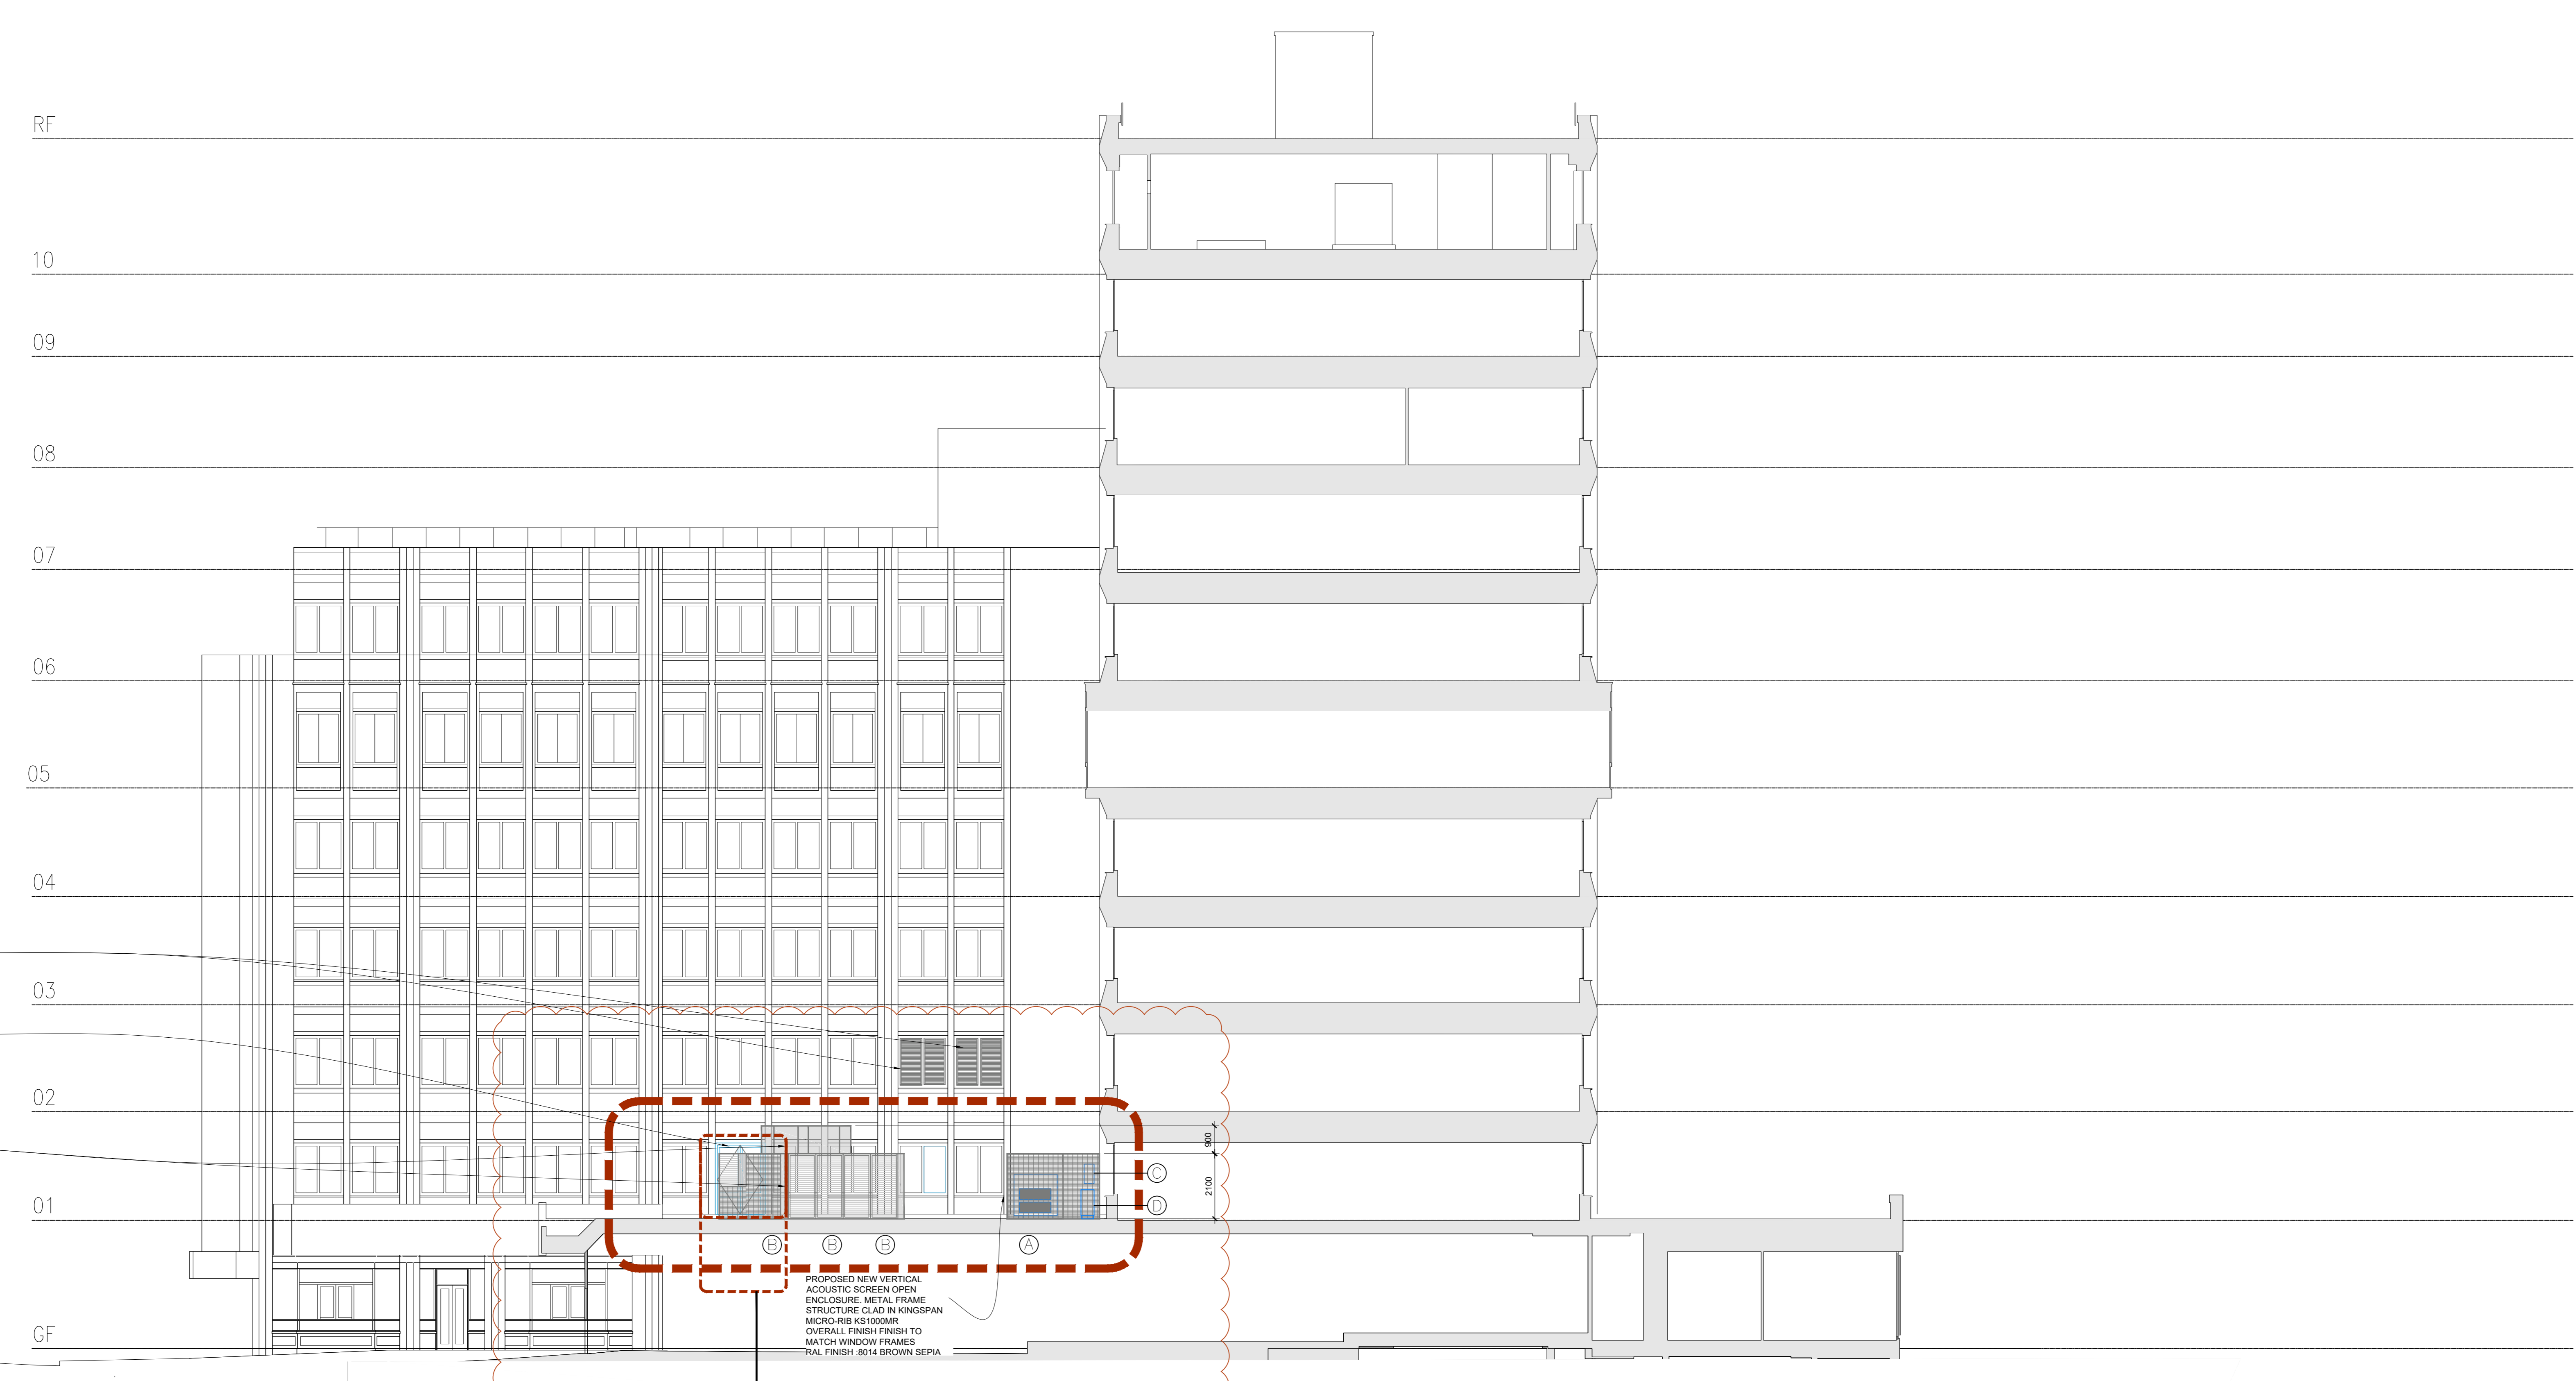 RF
10
09
08
07
06
05
04
03
02
900
C
2100
D
01
B B B A
PROPOSED NEW VERTICAL
ACOUSTIC SCREEN OPEN
ENCLOSURE. METAL FRAME
STRUCTURE CLAD IN KINGSPAN
MICRO-RIB KS1000MR
OVERALL FINISH FINISH TO
MATCH WINDOW FRAMES
RAL FINISH :8014 BROWN SEPIA
GF